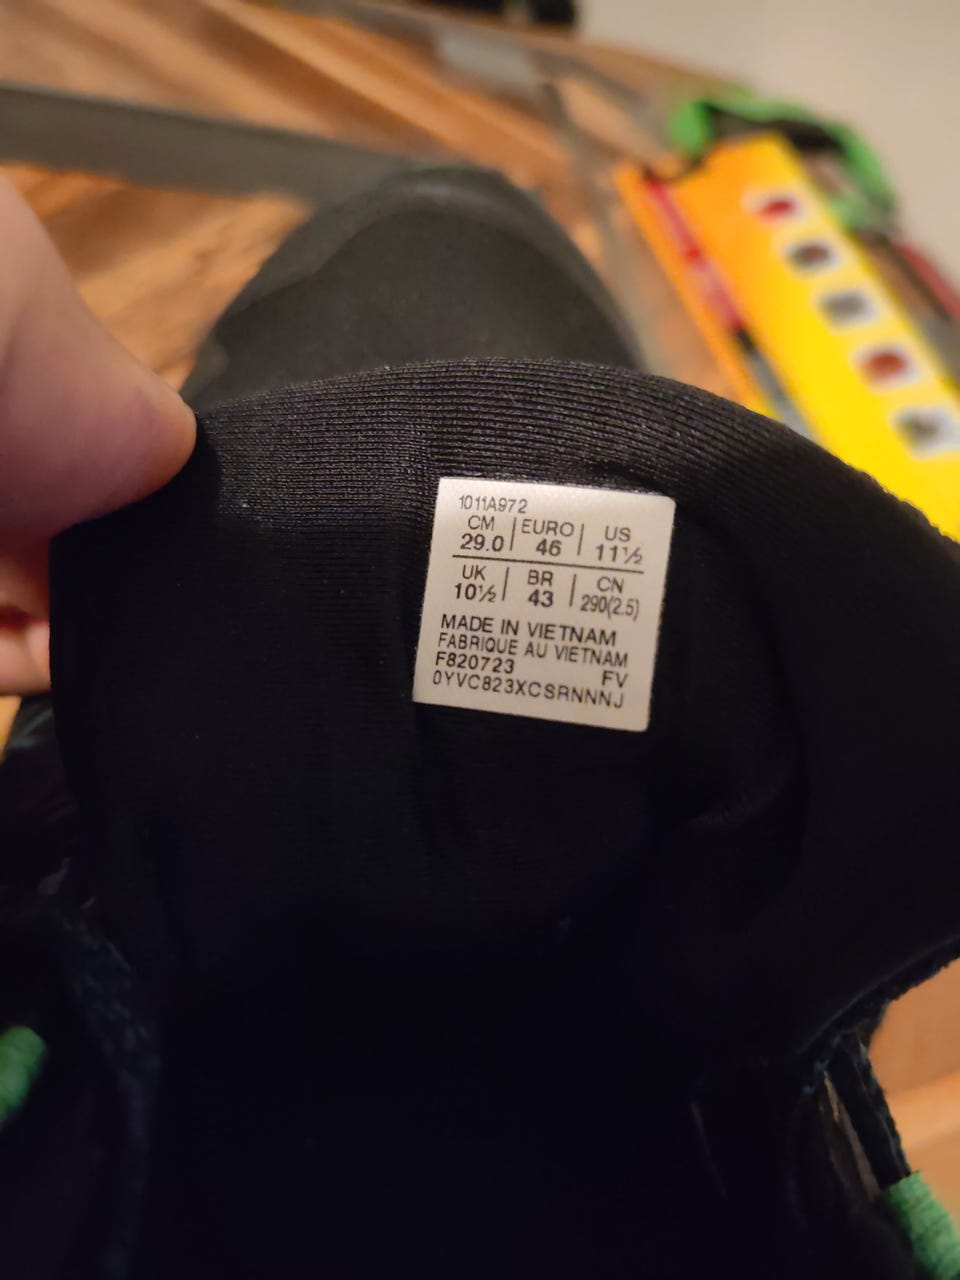 1011A972
CM EURO US
29.0 46 11½
UK BR CN
10½ 43 290(2.5)
MADE IN VIETNAM
FABRIQUE AU VIETNAM
F820723 FV
0YVC823XCSRNNNJ